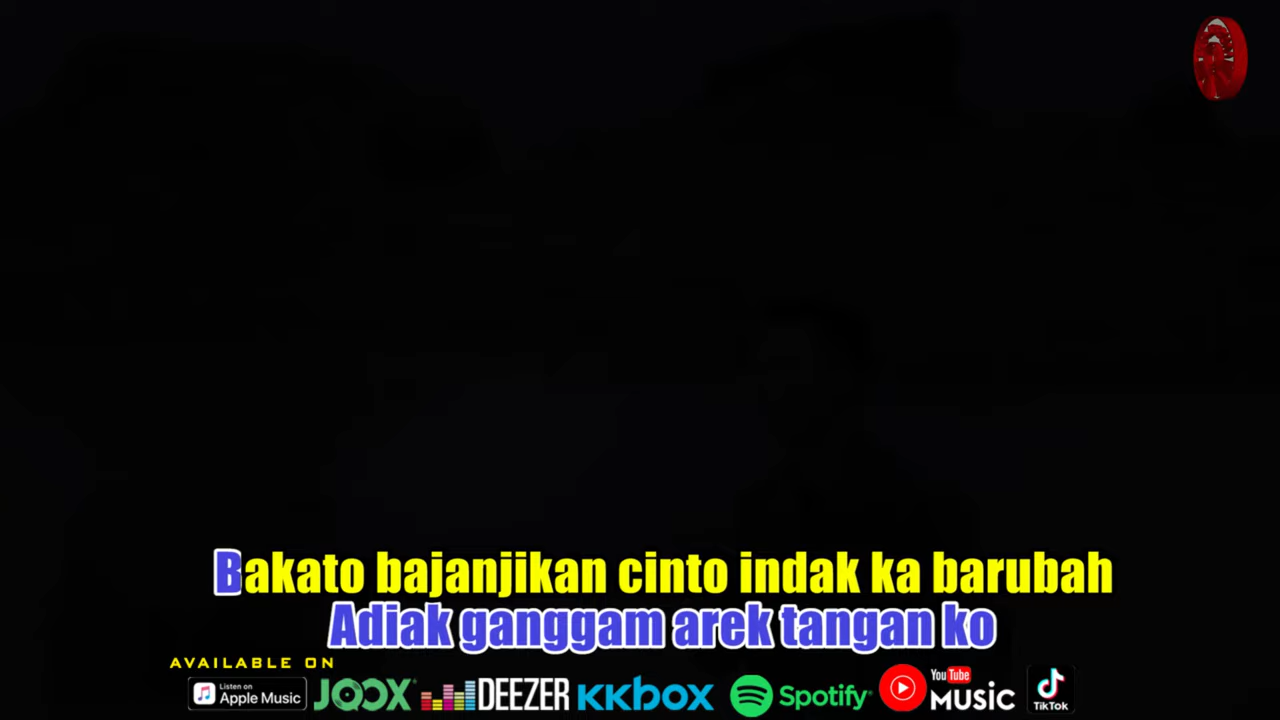 Bakato bajanjikan cinto indak ka barubah
Adiak ganggam arek tangan ko
AVAILABLE ON
Listen on Apple Music JOOX DEEZER KKBOX Spotify YouTube MUSIC TikTok